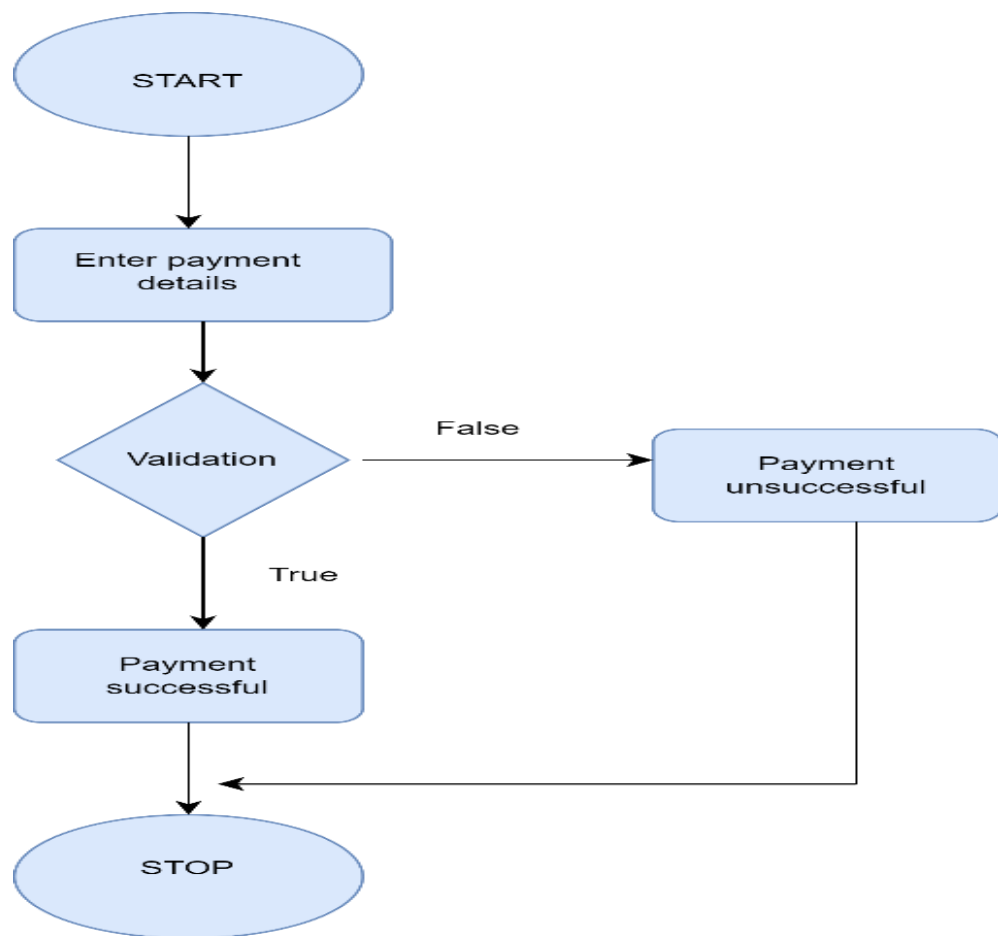 START
Enter payment
details
Validation
False
Payment
unsuccessful
True
Payment
successful
STOP